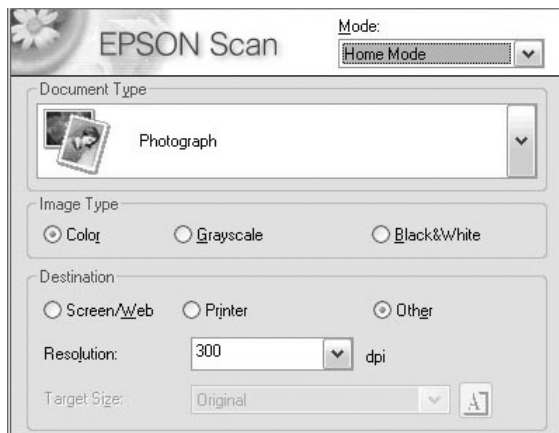 EPSON Scan
Mode:
Home Mode
Document Type
Photograph
Image Type
Color Grayscale Black&White
Destination
Screen/Web Printer Other
Resolution: 300 dpi
Target Size: Original A